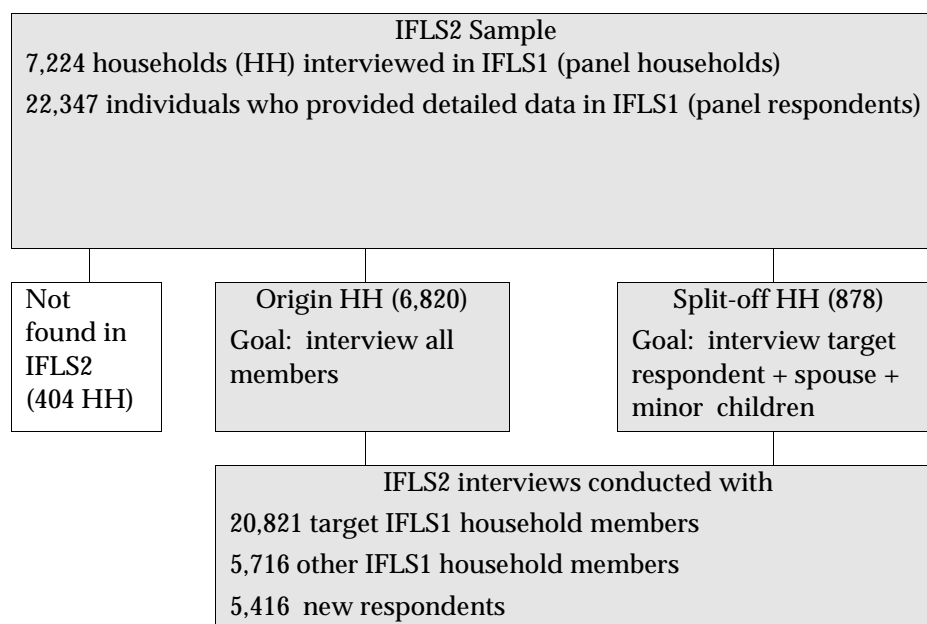 IFLS2 Sample
7,224 households (HH) interviewed in IFLS1 (panel households)
22,347 individuals who provided detailed data in IFLS1 (panel respondents)
Not
found in
IFLS2
(404 HH)
Origin HH (6,820)
Goal: interview all
members
Split-off HH (878)
Goal: interview target
respondent + spouse +
minor children
IFLS2 interviews conducted with
20,821 target IFLS1 household members
5,716 other IFLS1 household members
5,416 new respondents